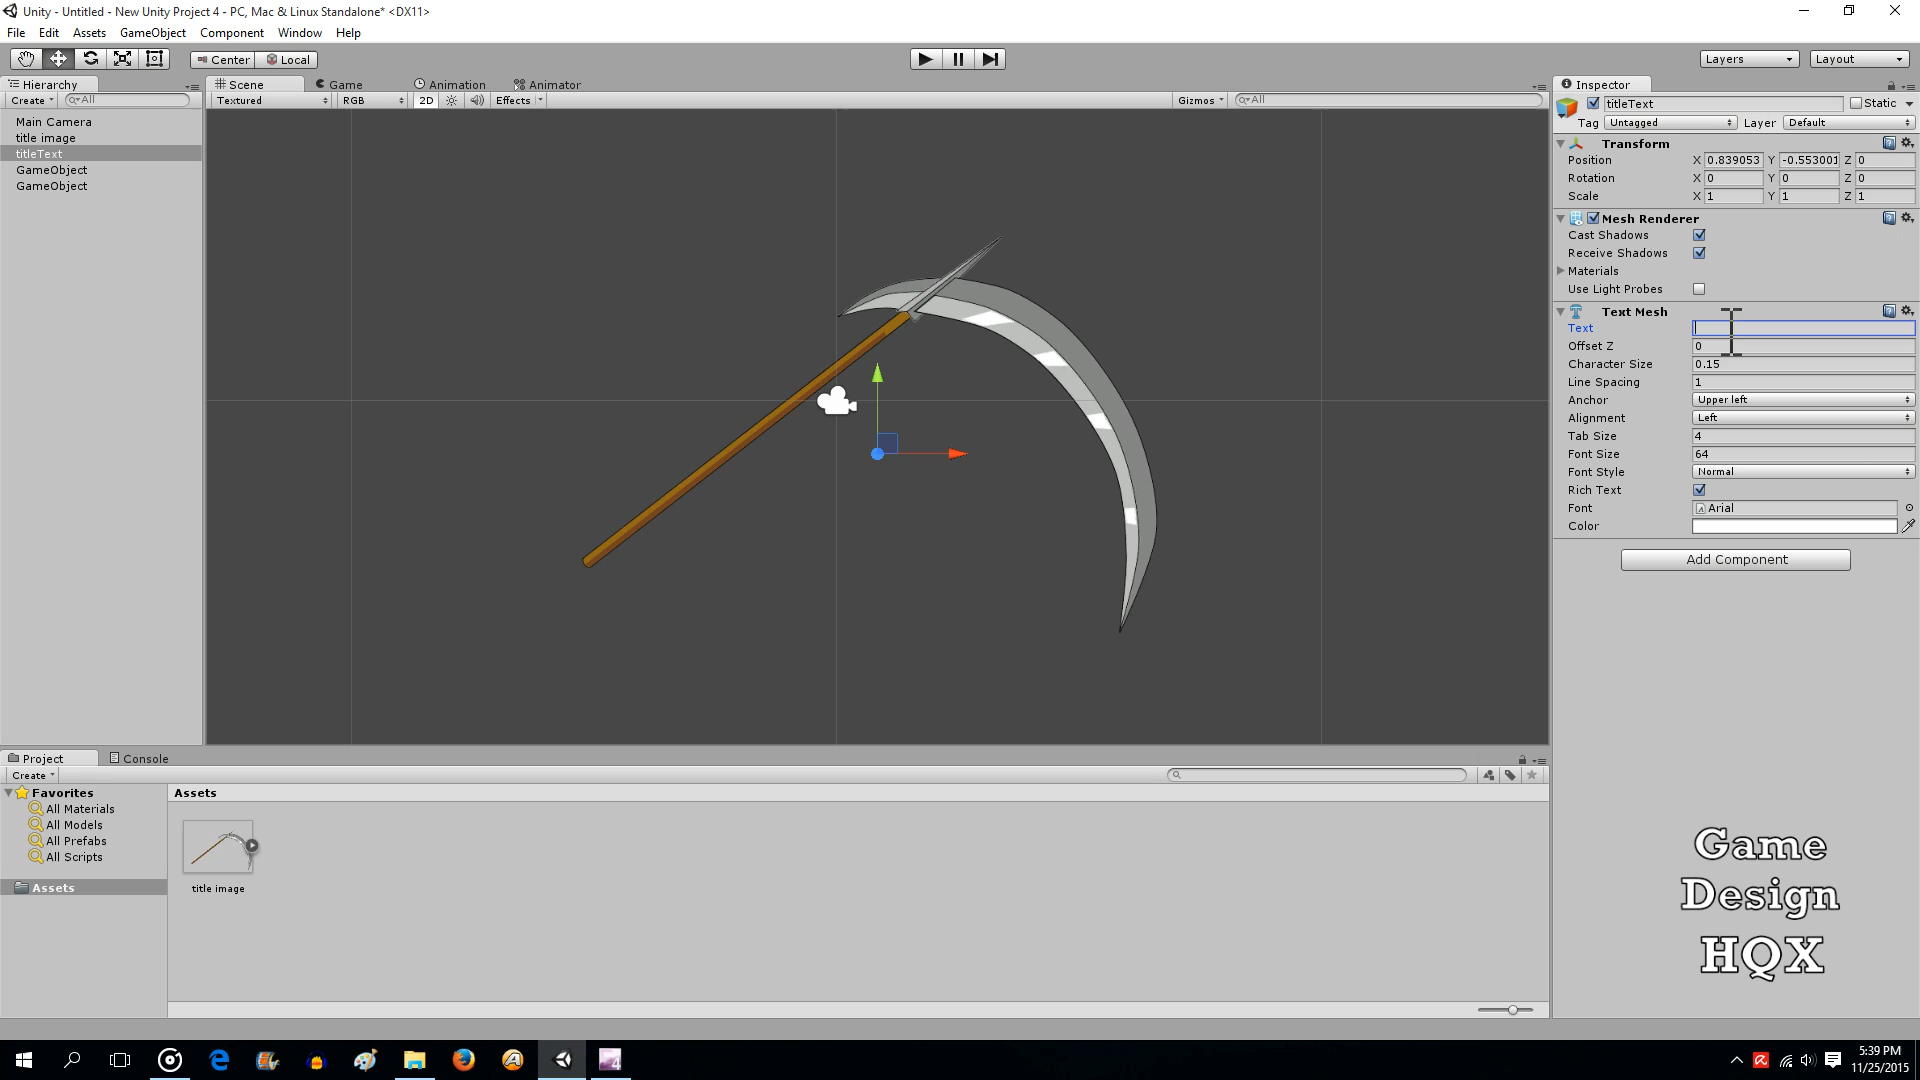 Unity - Untitled - New Unity Project 4 - PC, Mac & Linux Standalone* <DX11>
File Edit Assets GameObject Component Window Help
Center Local Layers Layout
Hierarchy
Create All
Main Camera
title image
titleText
GameObject
GameObject
Scene Game Animation Animator
Textured RGB 2D Effects Gizmos All
Inspector
titleText Static
Tag Untagged Layer Default
Transform
Position X 0.839053 Y -0.553001 Z 0
Rotation X 0 Y 0 Z 0
Scale X 1 Y 1 Z 1
Mesh Renderer
Cast Shadows
Receive Shadows
Materials
Use Light Probes
Text Mesh
Text
Offset Z 0
Character Size 0.15
Line Spacing 1
Anchor Upper left
Alignment Left
Tab Size 4
Font Size 64
Font Style Normal
Rich Text
Font Arial
Color
Add Component
Project Console
Create
Favorites
All Materials
All Models
All Prefabs
All Scripts
Assets
Assets
title image
Game
Design
HQX
5:39 PM
11/25/2015